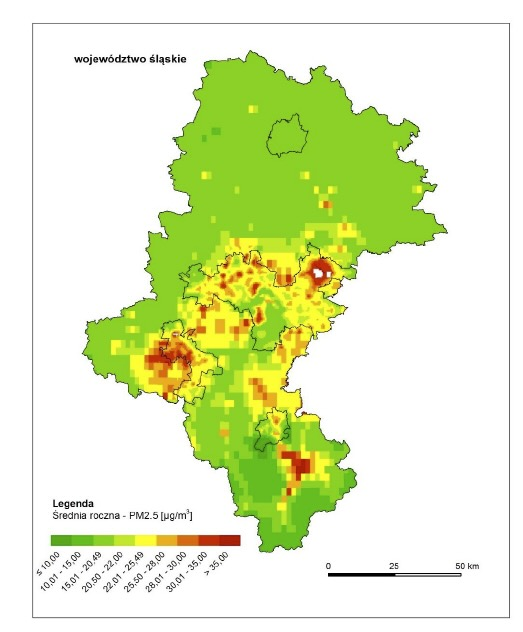 województwo śląskie
Legenda
Średnia roczna - PM2.5 [µg/m³]
≤ 10,00
10,01 - 15,00
15,01 - 20,49
20,50 - 22,00
22,01 - 25,49
25,50 - 28,00
28,01 - 30,00
30,01 - 35,00
> 35,00
0 25 50 km